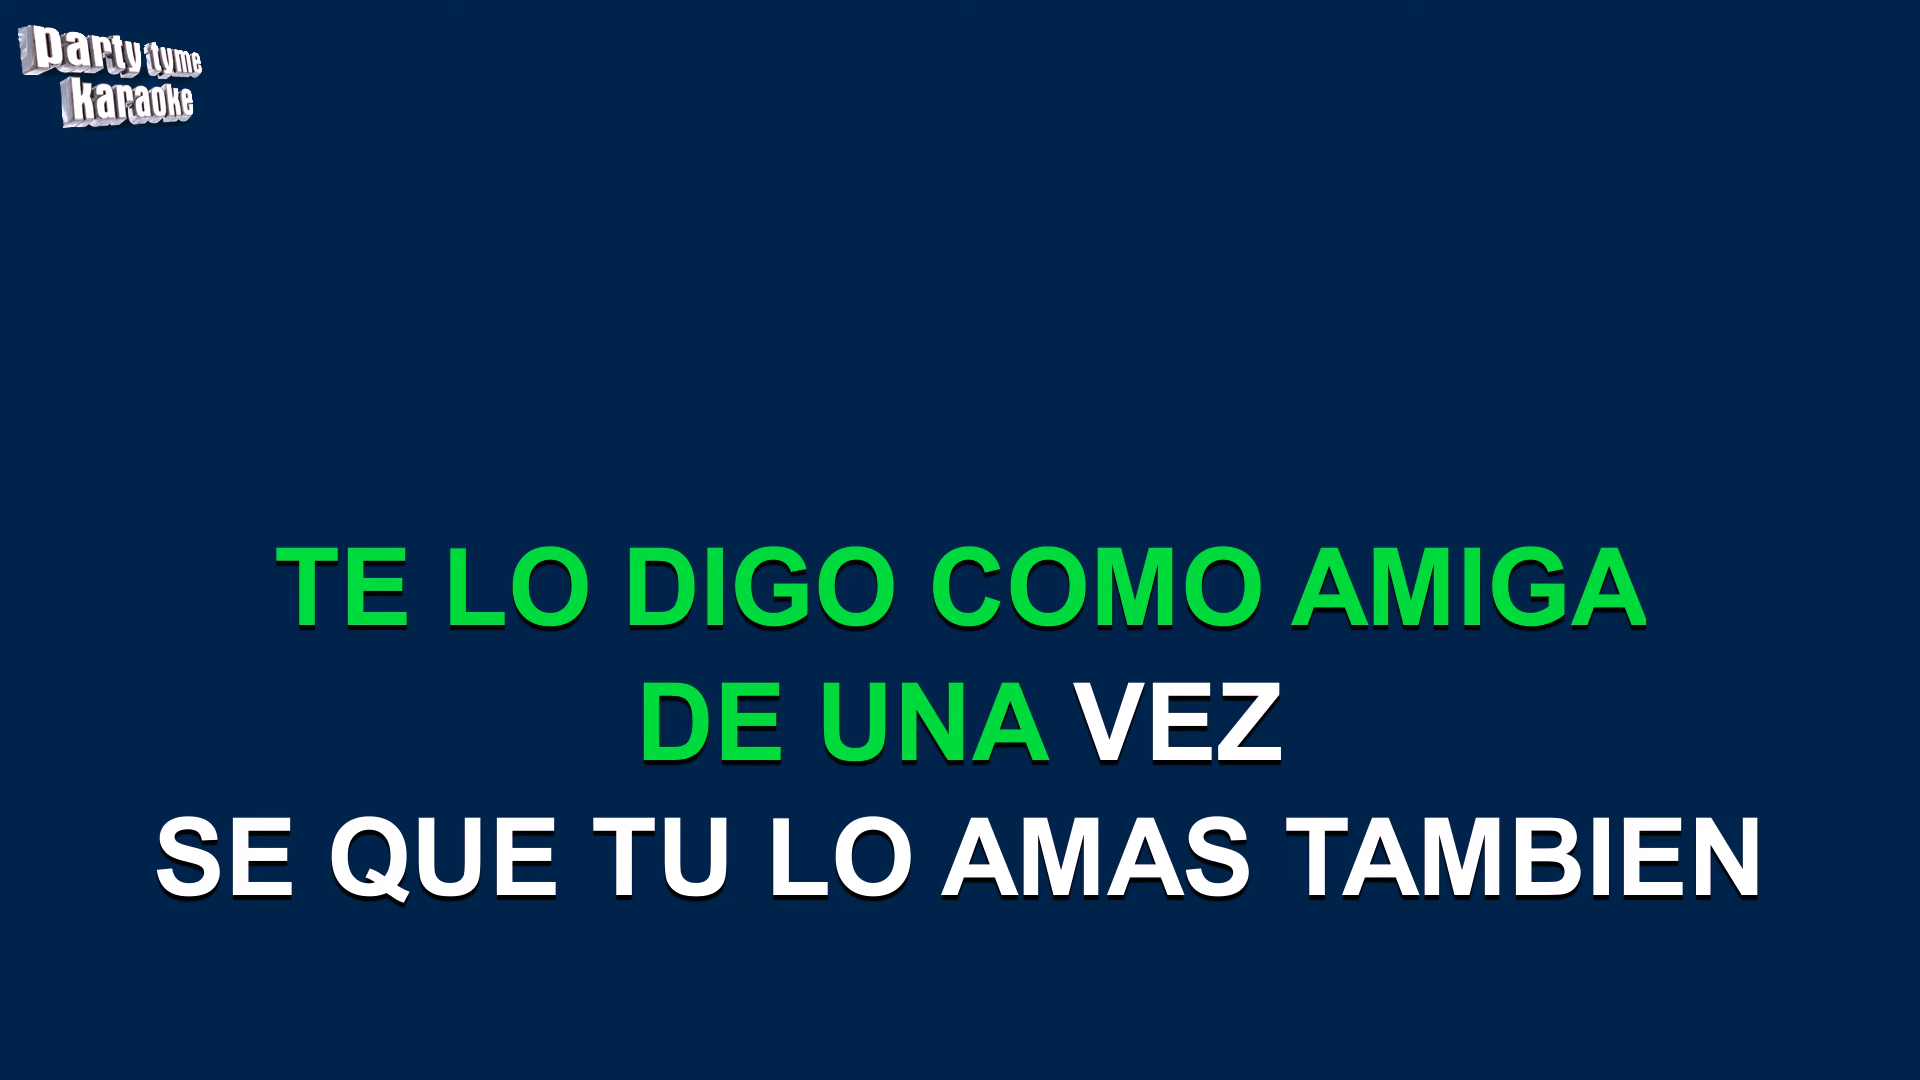 party tyme
karaoke
TE LO DIGO COMO AMIGA
DE UNA VEZ
SE QUE TU LO AMAS TAMBIEN